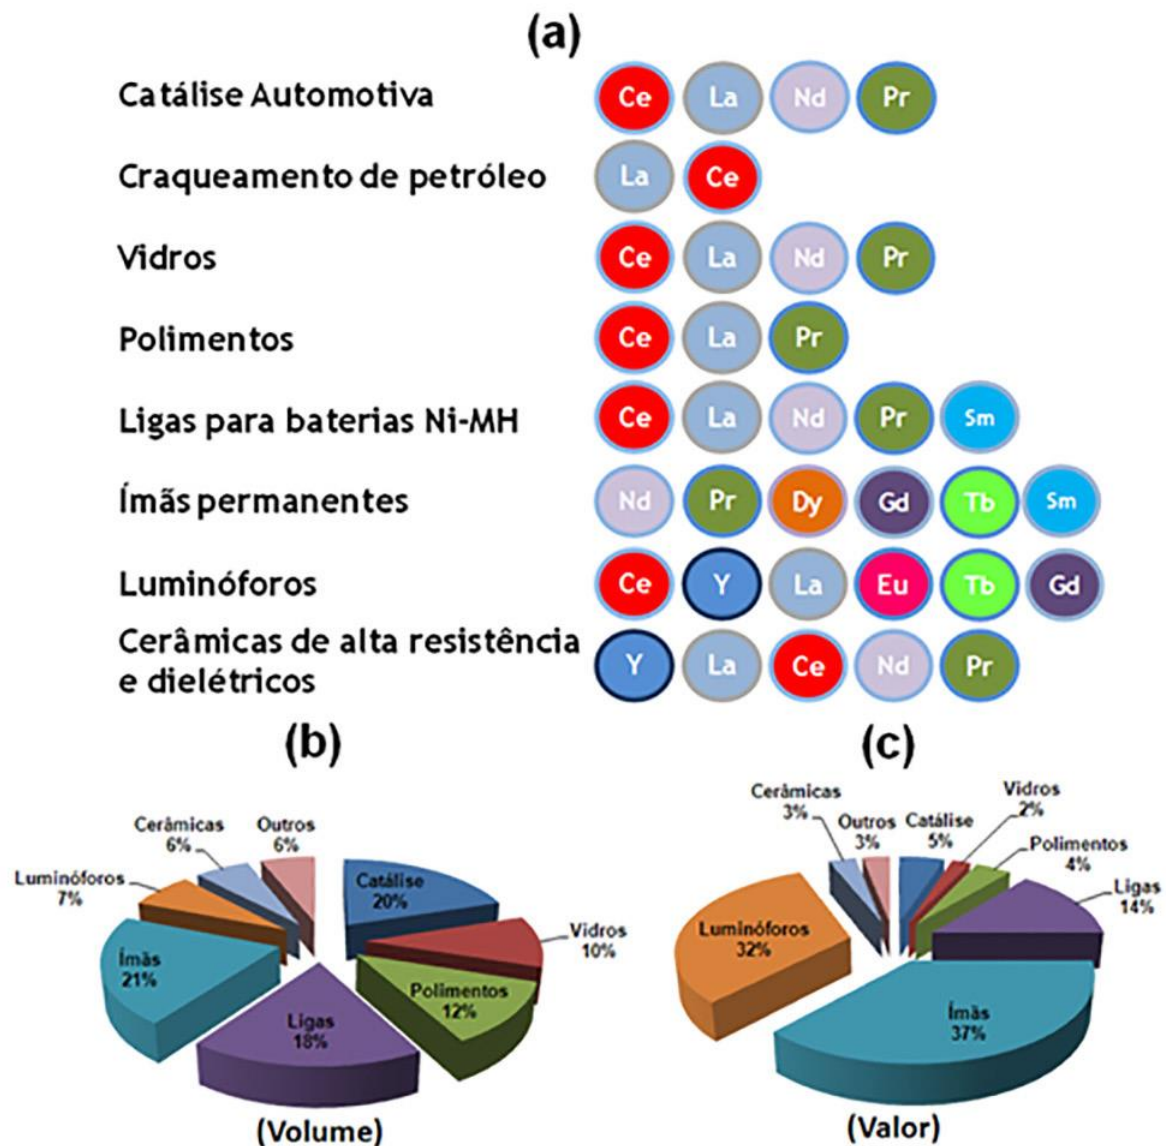 (a)
Catálise Automotiva Ce La Nd Pr
Craqueamento de petróleo La Ce
Vidros Ce La Nd Pr
Polimentos Ce La Pr
Ligas para baterias Ni-MH Ce La Nd Pr Sm
Ímãs permanentes Nd Pr Dy Gd Tb Sm
Luminóforos Ce Y La Eu Tb Gd
Cerâmicas de alta resistência
e dielétricos Y La Ce Nd Pr
(b)
Cerâmicas
6%
Outros
6%
Luminóforos
7%
Catálise
20%
Vidros
10%
Ímãs
21%
Polimentos
12%
Ligas
18%
(Volume)
(c)
Cerâmicas
3%
Outros
3%
Catálise
5%
Vidros
2%
Polimentos
4%
Ligas
14%
Luminóforos
32%
Ímãs
37%
(Valor)